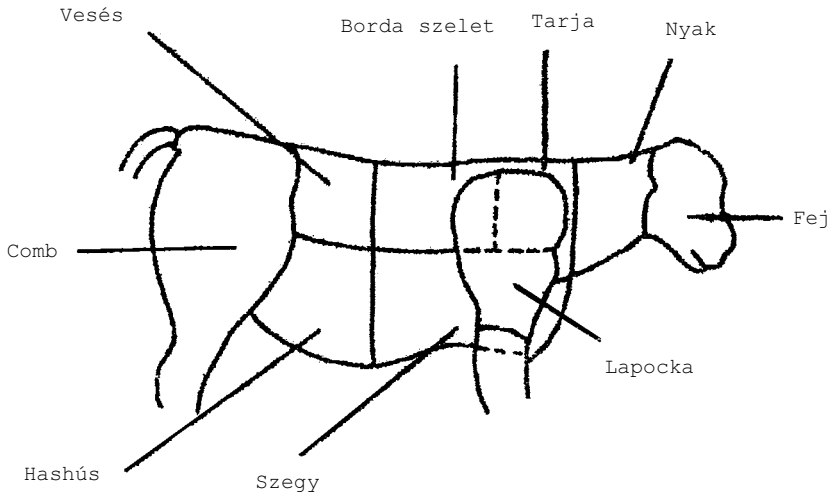 Vesés
Borda szelet
Tarja
Nyak
Fej
Comb
Lapocka
Hashús
Szegy